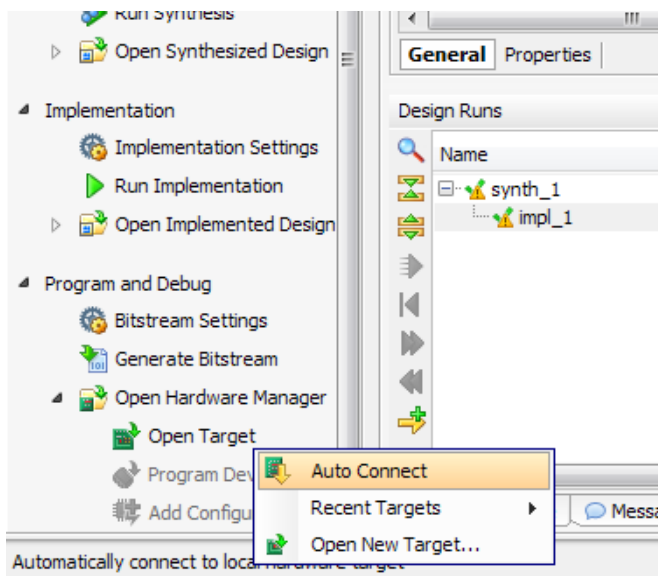 Run Synthesis
Open Synthesized Design
Implementation
Implementation Settings
Run Implementation
Open Implemented Design
Program and Debug
Bitstream Settings
Generate Bitstream
Open Hardware Manager
Open Target
Program Dev
Add Configu
Automatically connect to local hardware target
General Properties
Design Runs
Name
synth_1
impl_1
Auto Connect
Recent Targets
Open New Target...
Messa